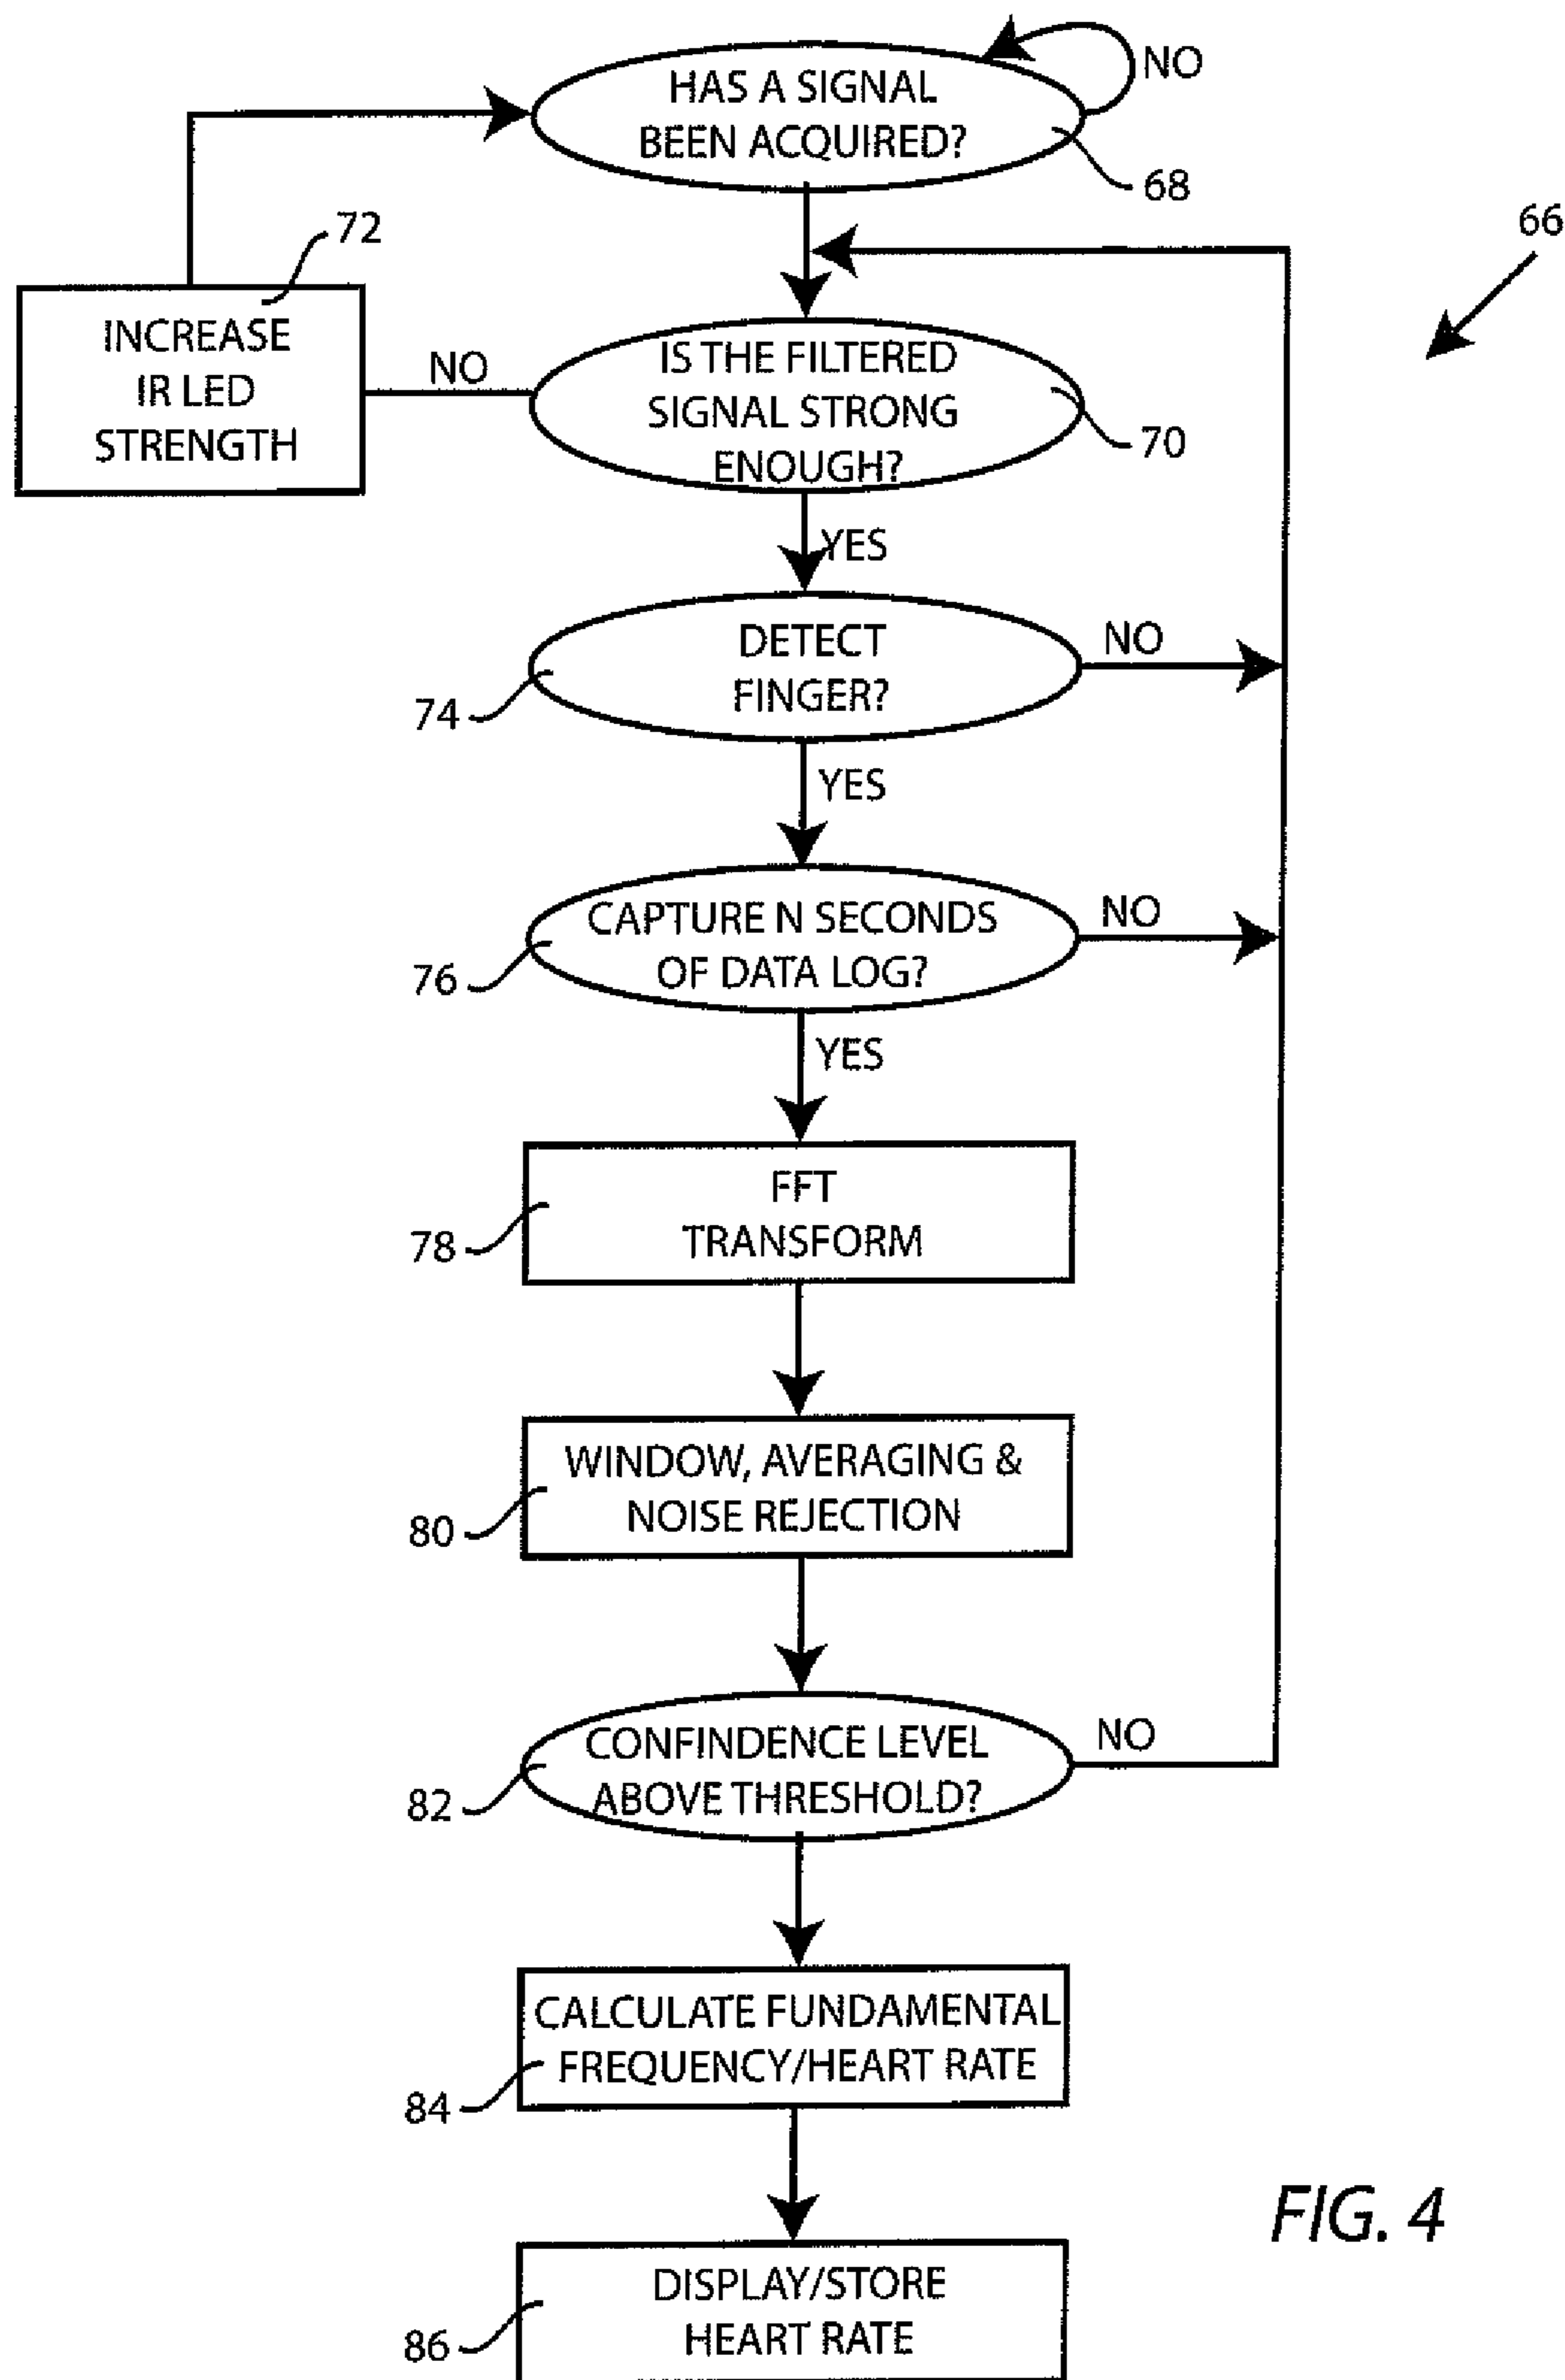 HAS A SIGNAL
BEEN ACQUIRED?
NO
68
66
72
INCREASE
IR LED
STRENGTH
NO
IS THE FILTERED
SIGNAL STRONG
ENOUGH?
70
YES
DETECT
FINGER?
NO
74
YES
CAPTURE N SECONDS
OF DATA LOG?
NO
76
YES
FFT
TRANSFORM
78
WINDOW, AVERAGING &
NOISE REJECTION
80
CONFINDENCE LEVEL
ABOVE THRESHOLD?
NO
82
CALCULATE FUNDAMENTAL
FREQUENCY/HEART RATE
84
FIG. 4
DISPLAY/STORE
HEART RATE
86